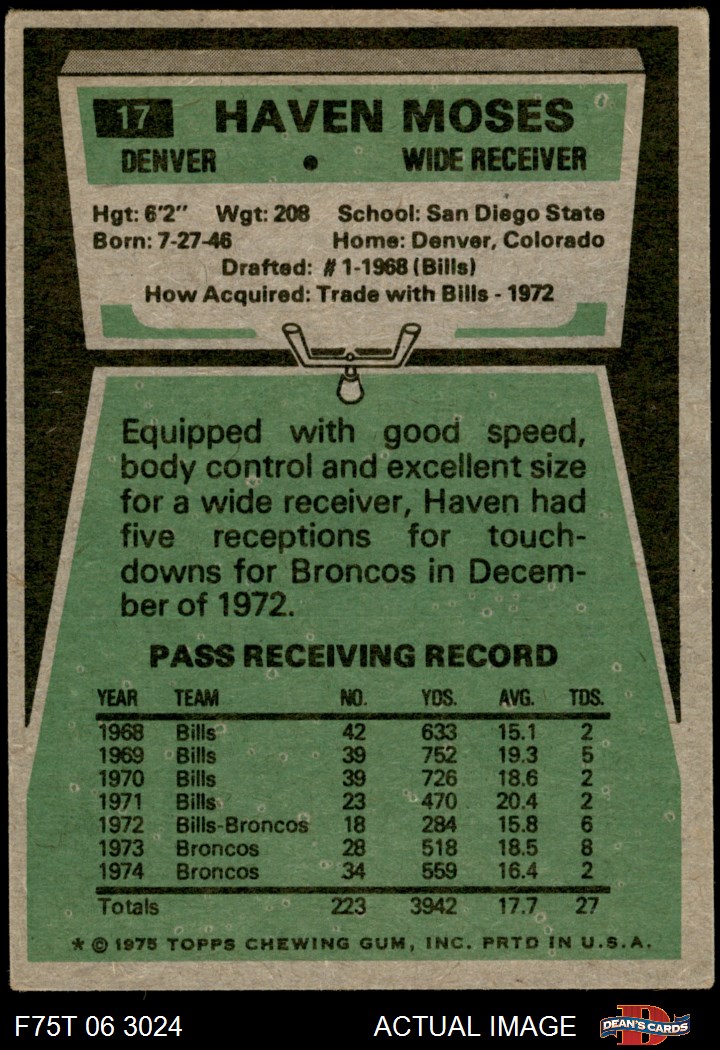 17 HAVEN MOSES
DENVER • WIDE RECEIVER
Hgt: 6'2" Wgt: 208 School: San Diego State
Born: 7-27-46 Home: Denver, Colorado
Drafted: #1-1968 (Bills)
How Acquired: Trade with Bills - 1972
Equipped with good speed,
body control and excellent size
for a wide receiver, Haven had
five receptions for touch-
downs for Broncos in Decem-
ber of 1972.
PASS RECEIVING RECORD
YEAR TEAM NO. YDS. AVG. TDS.
1968 Bills 42 633 15.1 2
1969 Bills 39 752 19.3 5
1970 Bills 39 726 18.6 2
1971 Bills 23 470 20.4 2
1972 Bills-Broncos 18 284 15.8 6
1973 Broncos 28 518 18.5 8
1974 Broncos 34 559 16.4 2
Totals 223 3942 17.7 27
* © 1975 TOPPS CHEWING GUM, INC. PRTD IN U.S.A.
F75T 06 3024 ACTUAL IMAGE DEAN'S CARDS